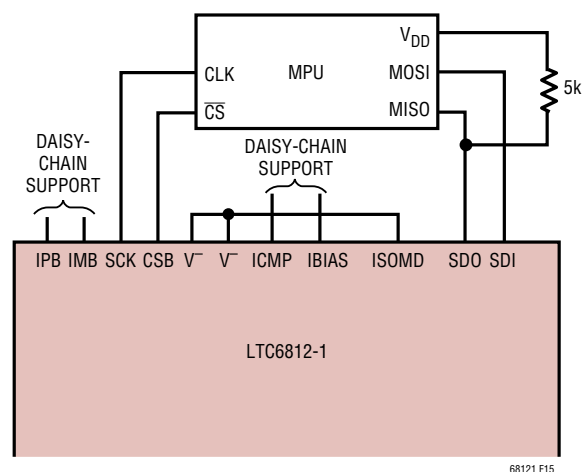 V_DD
CLK MPU MOSI
C̅S̅ MISO
5k
DAISY-
CHAIN
SUPPORT
DAISY-CHAIN
SUPPORT
IPB IMB SCK CSB V⁻ V⁻ ICMP IBIAS ISOMD SDO SDI
LTC6812-1
68121 F15